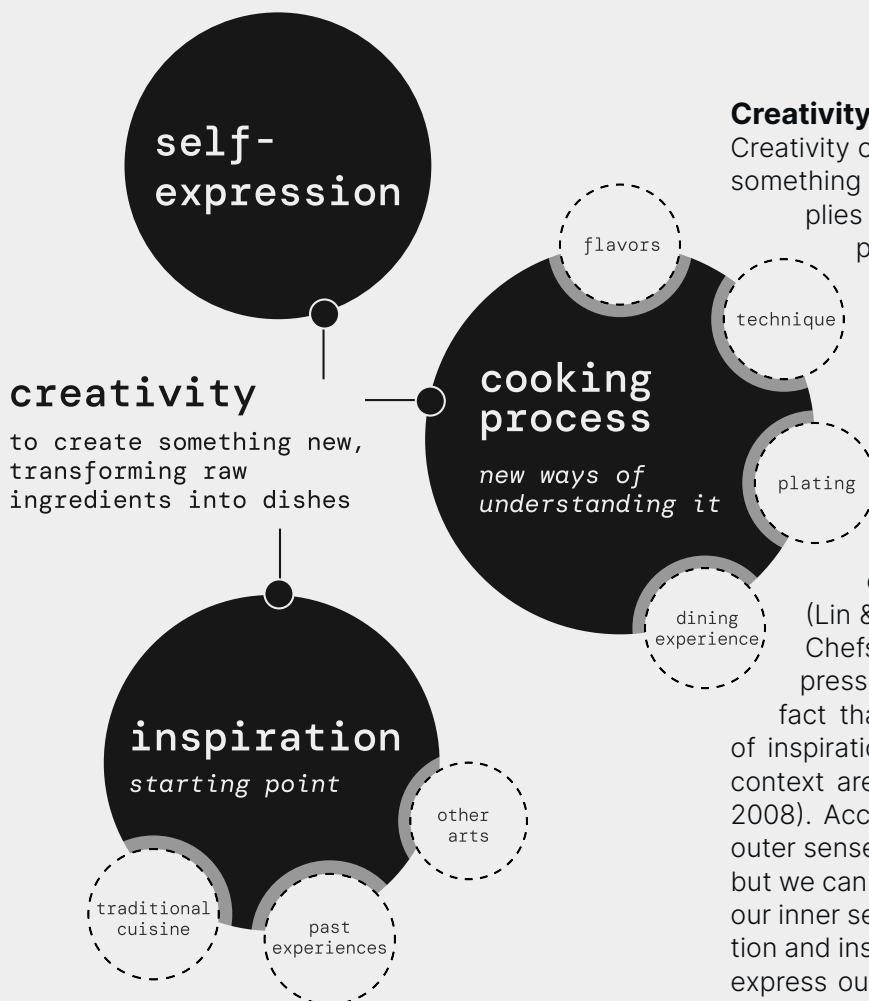 self-
expression
creativity
to create something new,
transforming raw
ingredients into dishes
cooking
process
new ways of
understanding it
flavors
technique
plating
dining
experience
inspiration
starting point
other
arts
past
experiences
traditional
cuisine
Creativity
Creativity
something
plies
(Lin &
Chefs
press
fact tha
of inspiratio
context are
2008). Acc
outer sense
but we can
our inner se
tion and ins
express ou